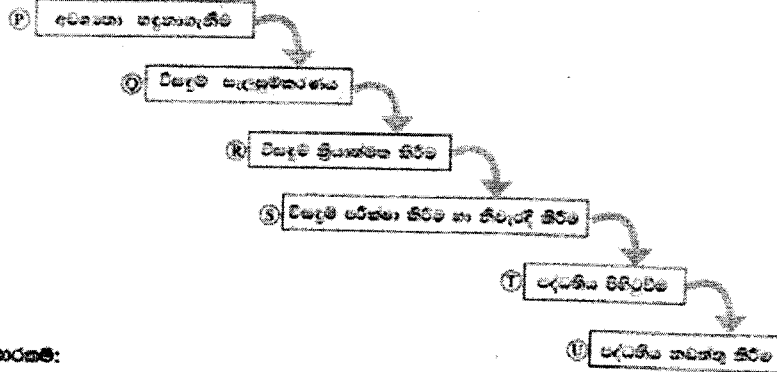 P අවශ්‍යතා හඳුනාගැනීම
Q විසඳුම සැලසුම්කරණය
R විසඳුම ක්‍රියාත්මක කිරීම
S විසඳුම පරීක්ෂා කිරීම හා නිවැරදි කිරීම
T පද්ධතිය පිහිටුවීම
U පද්ධතිය නඩත්තු කිරීම